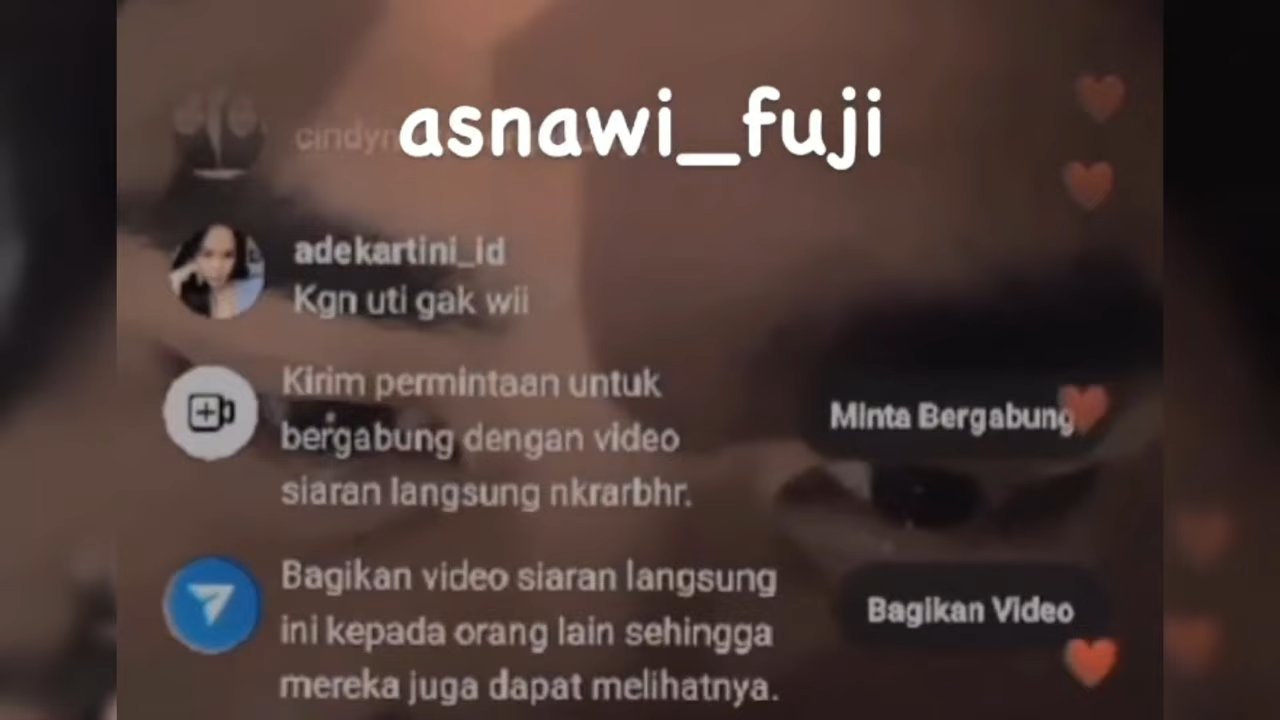 asnawi_fuji
adekartini_id
Kgn uti gak wii
Kirim permintaan untuk
bergabung dengan video
siaran langsung nkrarbhr.
Minta Bergabung
Bagikan video siaran langsung
ini kepada orang lain sehingga
mereka juga dapat melihatnya.
Bagikan Video